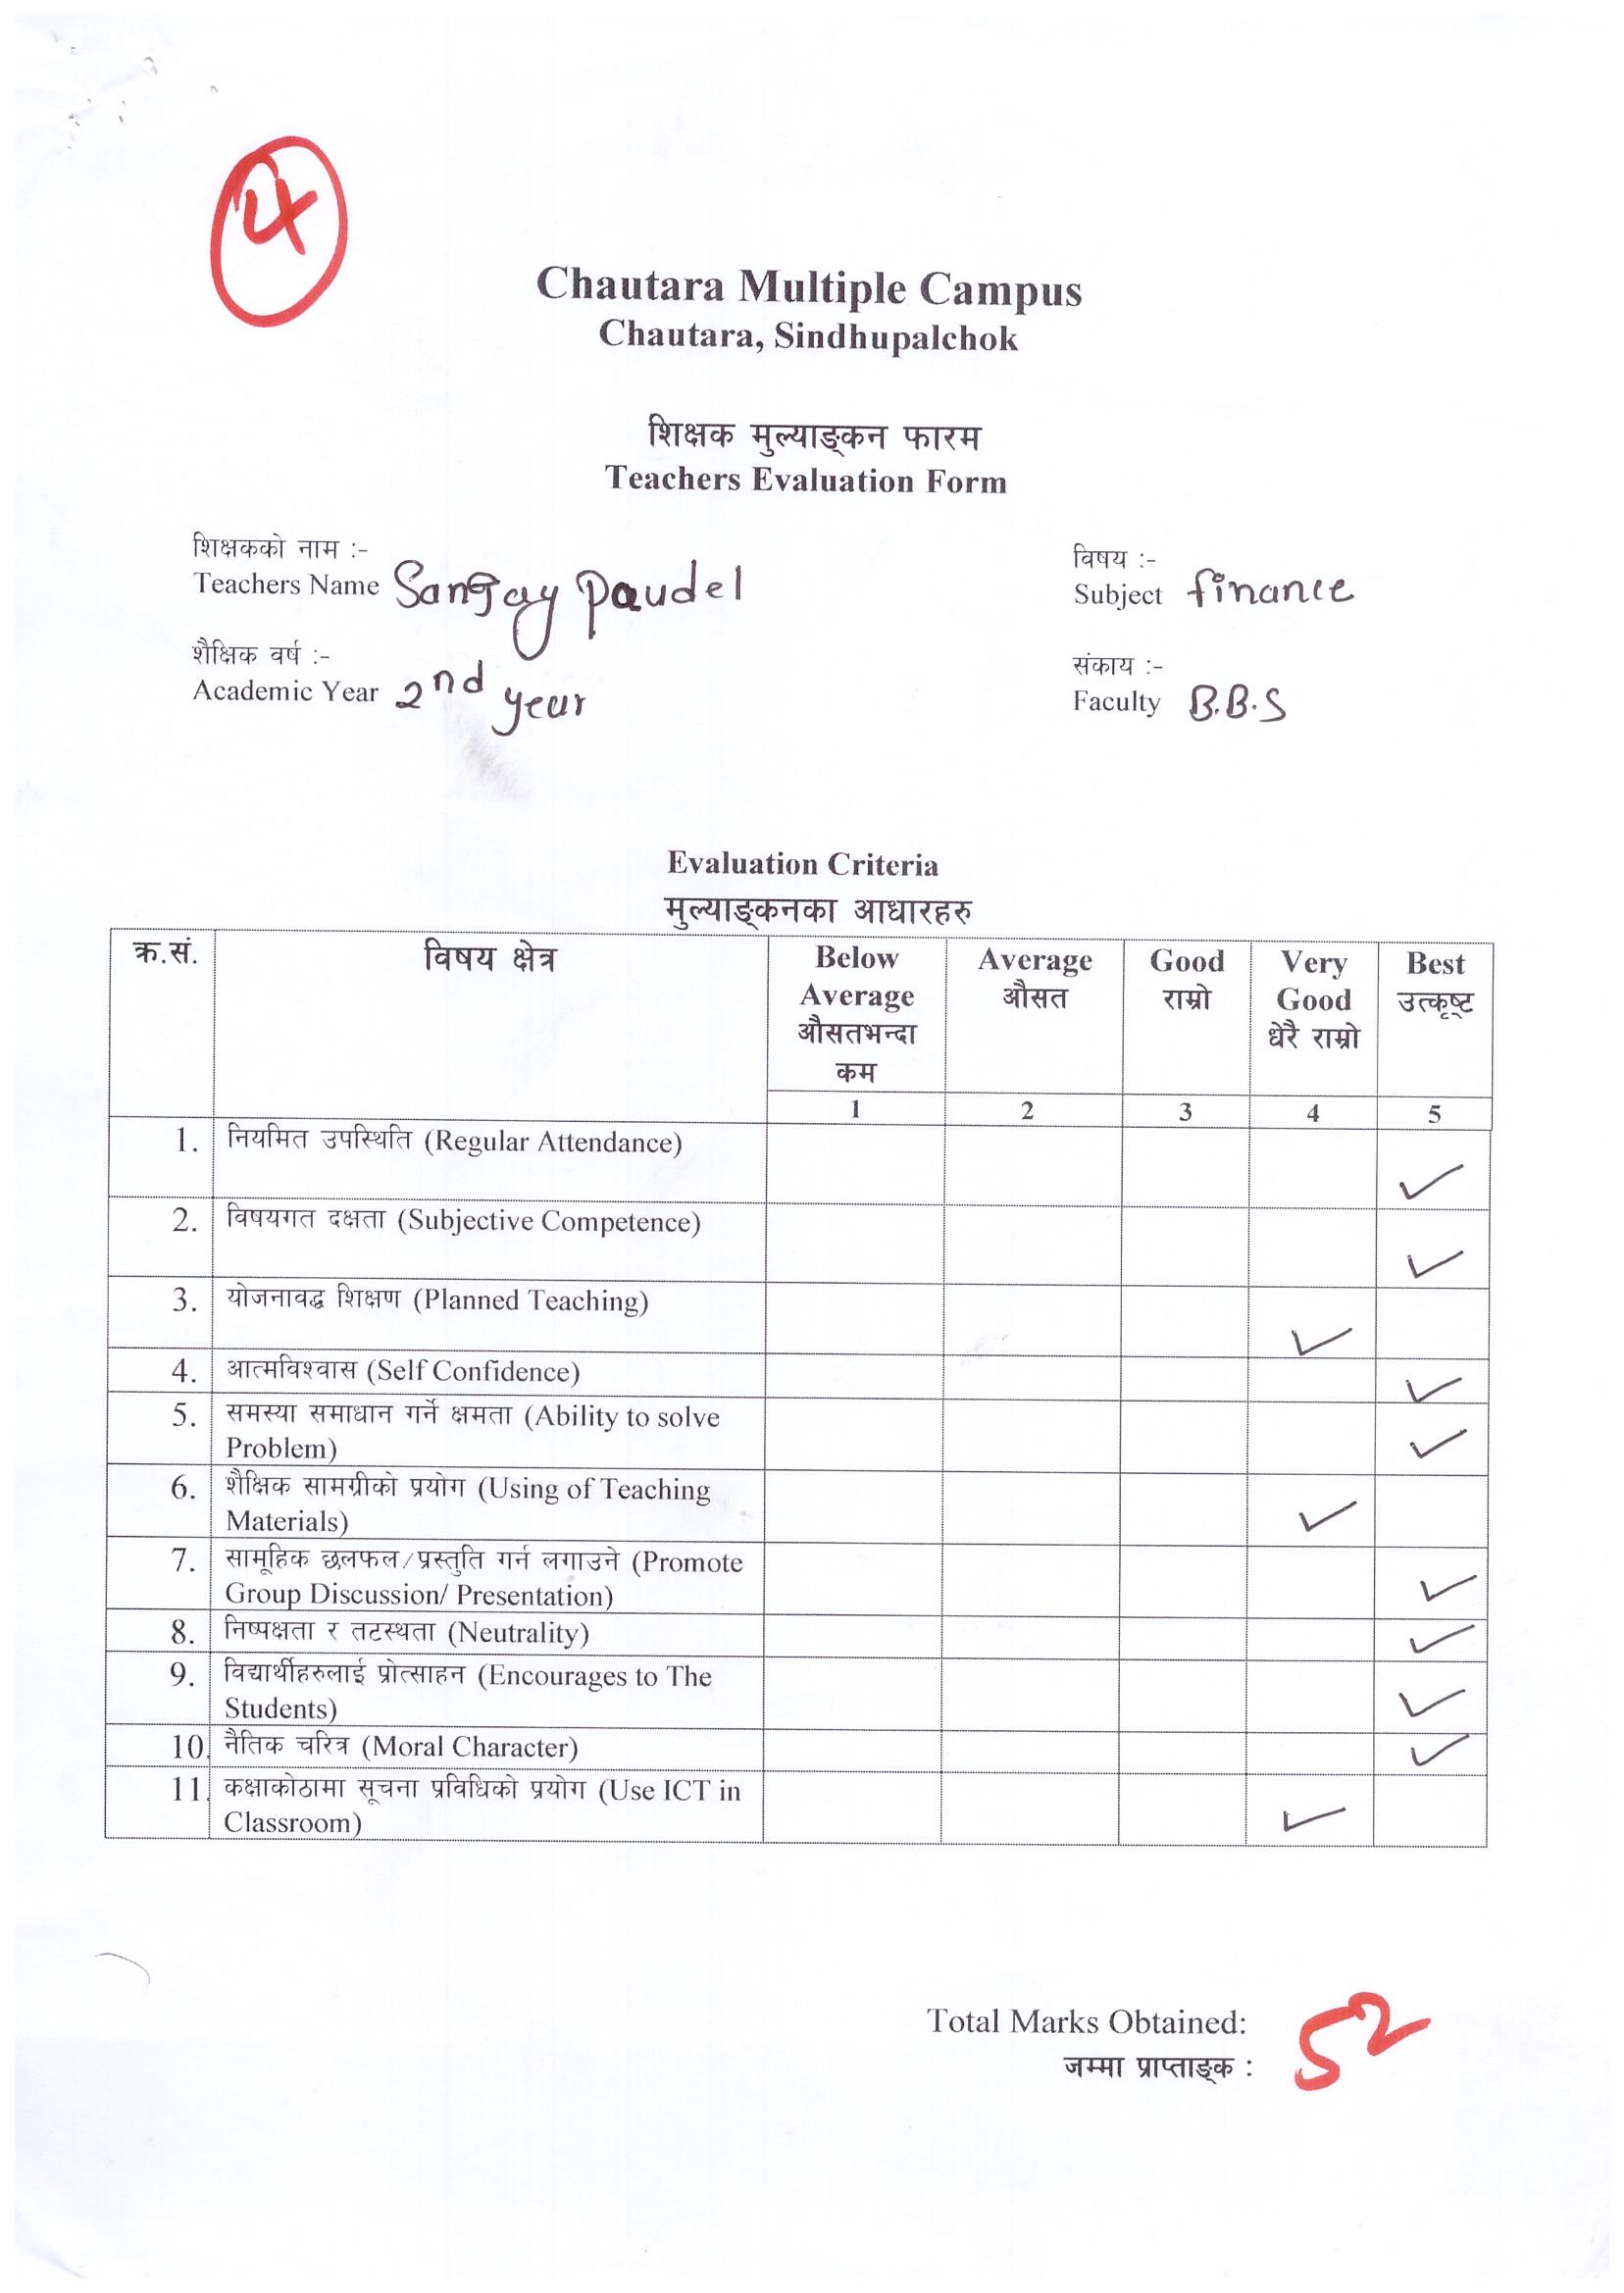 4
Chautara Multiple Campus
Chautara, Sindhupalchok
शिक्षक मुल्याङ्कन फारम
Teachers Evaluation Form
शिक्षकको नाम :-
Teachers Name Sanjay Paudel
विषय :-
Subject finance
शैक्षिक वर्ष :-
Academic Year 2nd year
संकाय :-
Faculty B.B.S
Evaluation Criteria
मुल्याङ्कनका आधारहरु
क्र.सं. विषय क्षेत्र Below Average औसतभन्दा कम Average औसत Good राम्रो Very Good धेरै राम्रो Best उत्कृष्ट
1 2 3 4 5
1. नियमित उपस्थिति (Regular Attendance) ✓
2. विषयगत दक्षता (Subjective Competence) ✓
3. योजनावद्ध शिक्षण (Planned Teaching) ✓
4. आत्मविश्वास (Self Confidence) ✓
5. समस्या समाधान गर्ने क्षमता (Ability to solve
Problem) ✓
6. शैक्षिक सामग्रीको प्रयोग (Using of Teaching
Materials) ✓
7. सामूहिक छलफल/प्रस्तुति गर्न लगाउने (Promote
Group Discussion/ Presentation) ✓
8. निष्पक्षता र तटस्थता (Neutrality) ✓
9. विद्यार्थीहरुलाई प्रोत्साहन (Encourages to The
Students) ✓
10. नैतिक चरित्र (Moral Character) ✓
11. कक्षाकोठामा सूचना प्रविधिको प्रयोग (Use ICT in
Classroom) ✓
Total Marks Obtained: 52
जम्मा प्राप्ताङ्क :